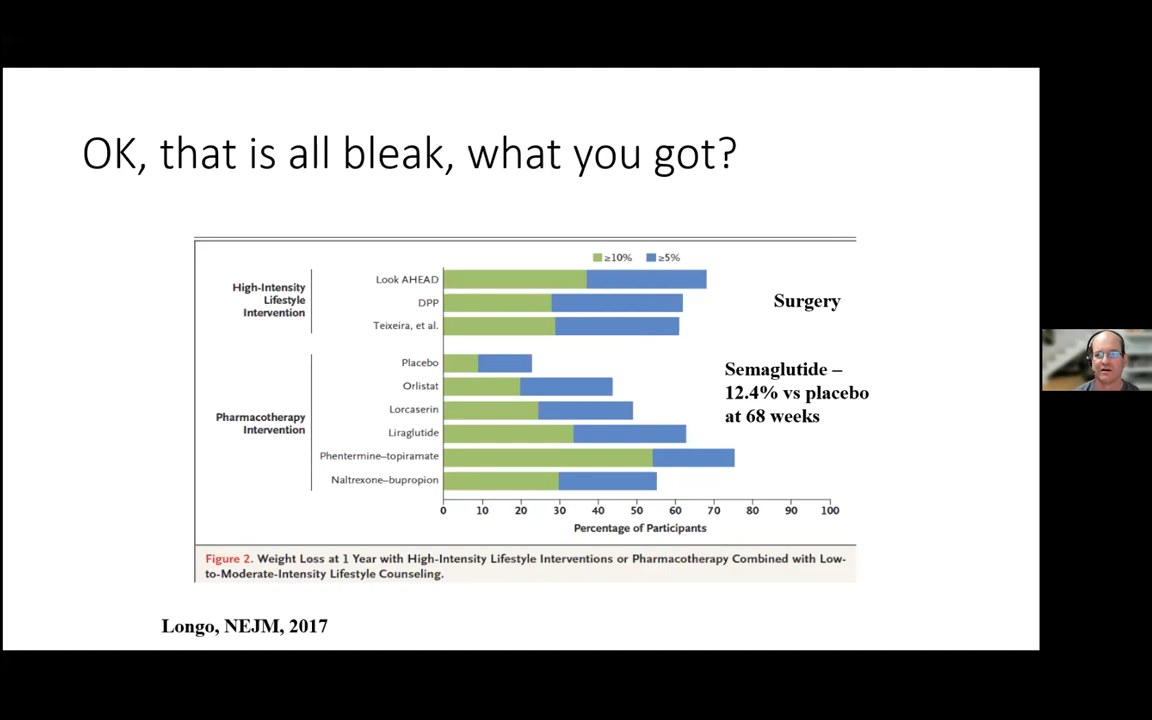 OK, that is all bleak, what you got?
≥10% ≥5%
High-Intensity
Lifestyle
Intervention
Look AHEAD
DPP
Teixeira, et al.
Surgery
Pharmacotherapy
Intervention
Placebo
Orlistat
Lorcaserin
Liraglutide
Phentermine–topiramate
Naltrexone–bupropion
Semaglutide –
12.4% vs placebo
at 68 weeks
0 10 20 30 40 50 60 70 80 90 100
Percentage of Participants
Figure 2. Weight Loss at 1 Year with High-Intensity Lifestyle Interventions or Pharmacotherapy Combined with Low-
to-Moderate-Intensity Lifestyle Counseling.
Longo, NEJM, 2017